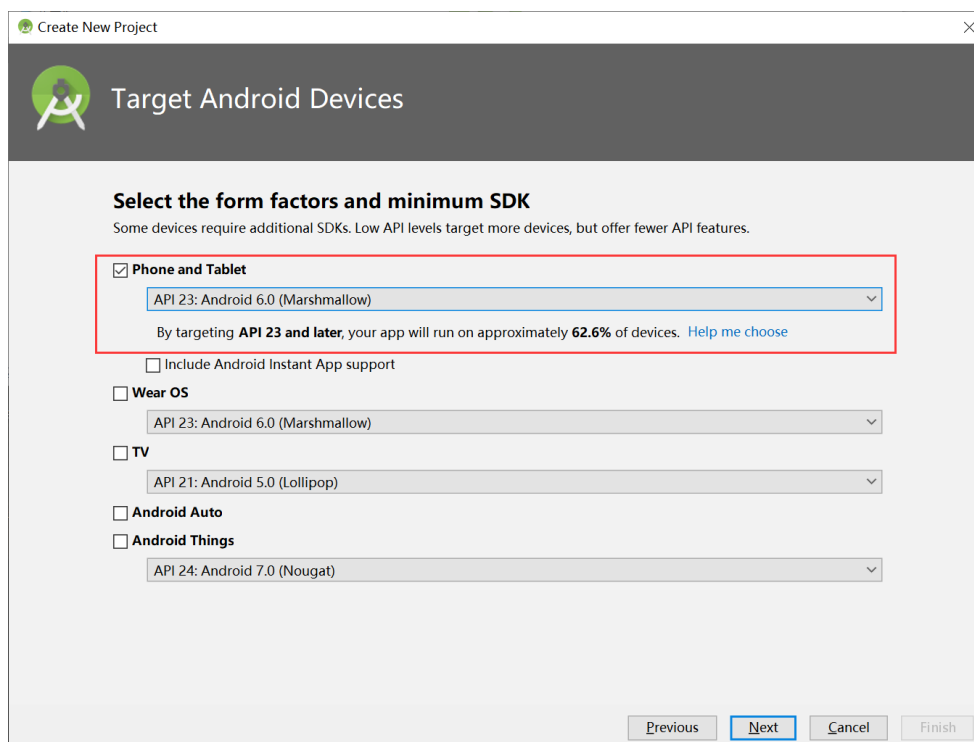 Create New Project
Target Android Devices
Select the form factors and minimum SDK
Some devices require additional SDKs. Low API levels target more devices, but offer fewer API features.
Phone and Tablet
API 23: Android 6.0 (Marshmallow)
By targeting API 23 and later, your app will run on approximately 62.6% of devices. Help me choose
Include Android Instant App support
Wear OS
API 23: Android 6.0 (Marshmallow)
TV
API 21: Android 5.0 (Lollipop)
Android Auto
Android Things
API 24: Android 7.0 (Nougat)
Previous Next Cancel Finish